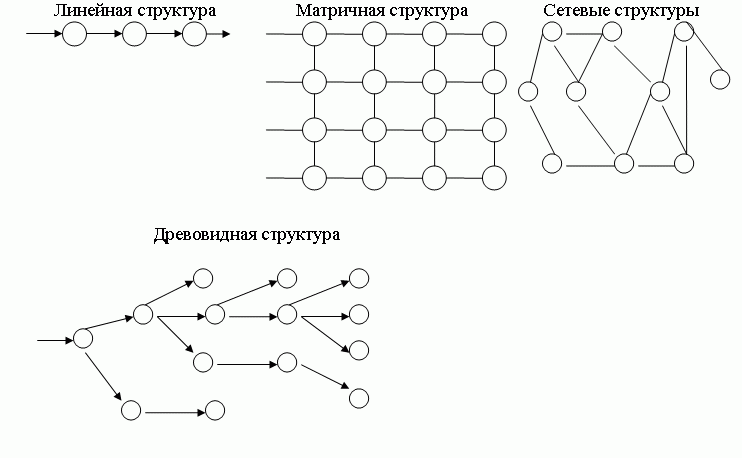 Линейная структура
Матричная структура
Сетевые структуры
Древовидная структура